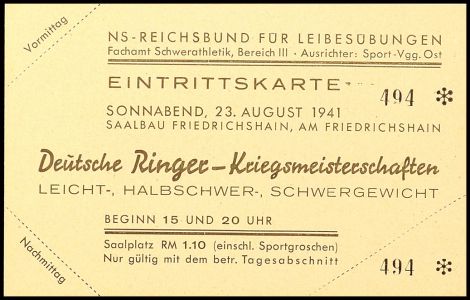 Vormittag
NS-REICHSBUND FÜR LEIBESÜBUNGEN
Fachamt Schwerathletik, Bereich III · Ausrichter: Sport-Vgg. Ost
EINTRITTSKARTE
494 ✻
SONNABEND, 23. AUGUST 1941
SAALBAU FRIEDRICHSHAIN, AM FRIEDRICHSHAIN
Deutsche Ringer-Kriegsmeisterschaften
LEICHT-, HALBSCHWER-, SCHWERGEWICHT
BEGINN 15 UND 20 UHR
Saalplatz RM 1.10 (einschl. Sportgroschen)
Nur gültig mit dem betr. Tagesabschnitt
494 ✻
Nachmittag